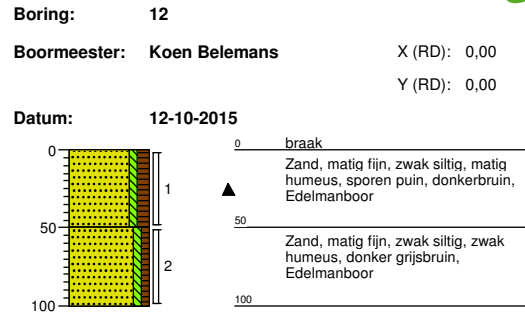 Boring: 12
Boormeester: Koen Belemans
X (RD): 0,00
Y (RD): 0,00
Datum: 12-10-2015
0
50
100
1
2
0 braak
Zand, matig fijn, zwak siltig, matig
humeus, sporen puin, donkerbruin,
Edelmanboor
50
Zand, matig fijn, zwak siltig, zwak
humeus, donker grijsbruin,
Edelmanboor
100